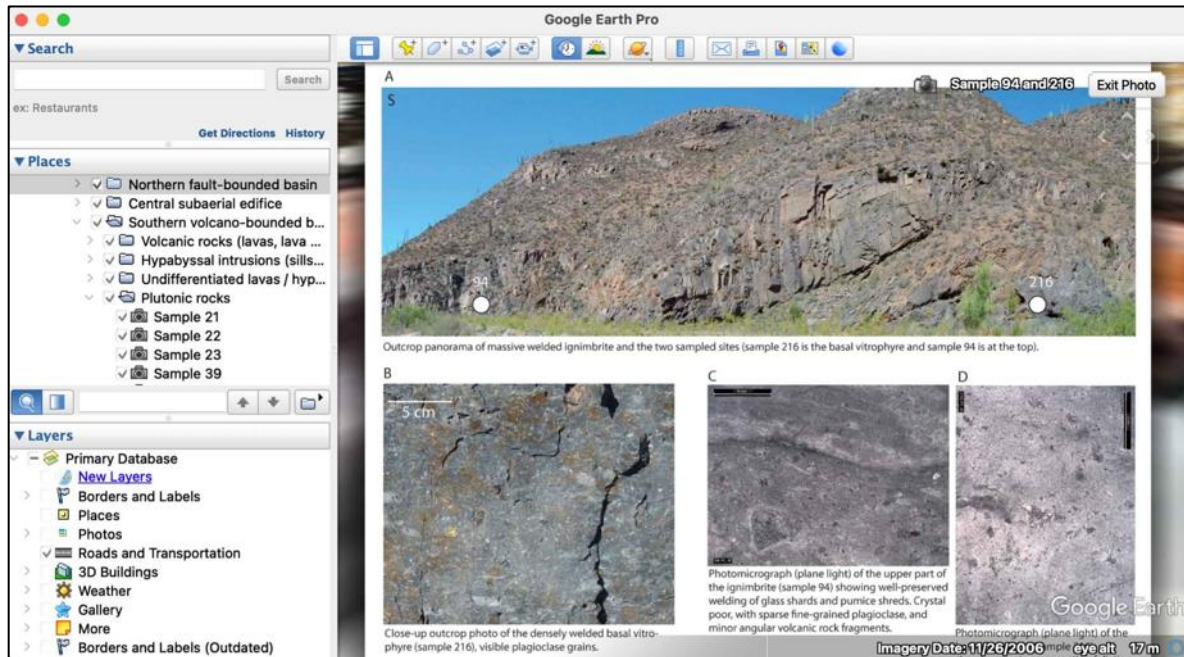 Google Earth Pro
Search
Search
ex: Restaurants
Get Directions History
Places
Northern fault-bounded basin
Central subaerial edifice
Southern volcano-bounded b...
Volcanic rocks (lavas, lava ...
Hypabyssal intrusions (sills...
Undifferentiated lavas / hyp...
Plutonic rocks
Sample 21
Sample 22
Sample 23
Sample 39
Layers
Primary Database
New Layers
Borders and Labels
Places
Photos
Roads and Transportation
3D Buildings
Weather
Gallery
More
Borders and Labels (Outdated)
Sample 94 and 216
Exit Photo
A
S
94
216
Outcrop panorama of massive welded ignimbrite and the two sampled sites (sample 216 is the basal vitrophyre and sample 94 is at the top).
B
5 cm
Close-up outcrop photo of the densely welded basal vitro-
phyre (sample 216), visible plagioclase grains.
C
Photomicrograph (plane light) of the upper part of
the ignimbrite (sample 94) showing well-preserved
welding of glass shards and pumice shreds. Crystal
poor, with sparse fine-grained plagioclase, and
minor angular volcanic rock fragments.
D
Photomicrograph (plane light) of the
Google Earth
Imagery Date: 11/26/2006 eye alt 17 m